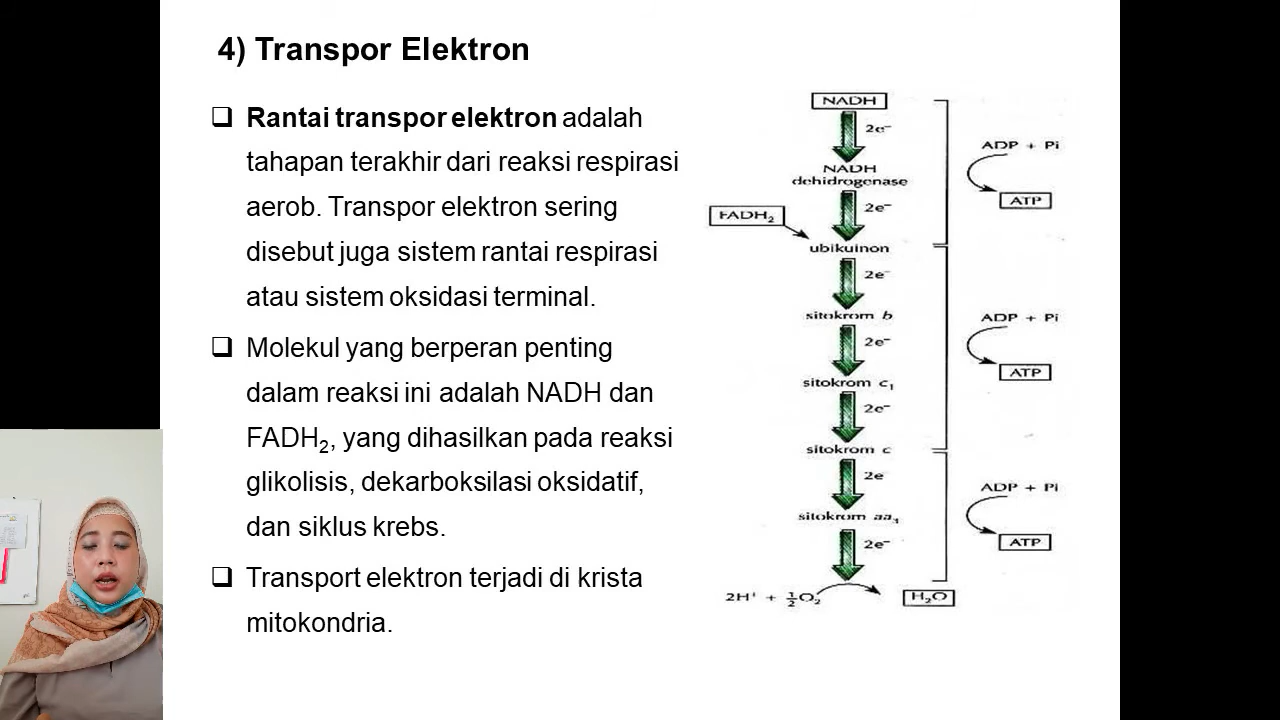 4) Transpor Elektron
❑ Rantai transpor elektron adalah
tahapan terakhir dari reaksi respirasi
aerob. Transpor elektron sering
disebut juga sistem rantai respirasi
atau sistem oksidasi terminal.
❑ Molekul yang berperan penting
dalam reaksi ini adalah NADH dan
FADH₂, yang dihasilkan pada reaksi
glikolisis, dekarboksilasi oksidatif,
dan siklus krebs.
❑ Transport elektron terjadi di krista
mitokondria.
NADH
2e⁻
NADH
dehidrogenase
2e⁻
FADH₂
ubikuinon
2e⁻
sitokrom b
2e⁻
sitokrom c₁
2e⁻
sitokrom c
2e
sitokrom aa₃
2e⁻
2H⁺ + ½O₂
H₂O
ADP + Pi
ATP
ADP + Pi
ATP
ADP + Pi
ATP